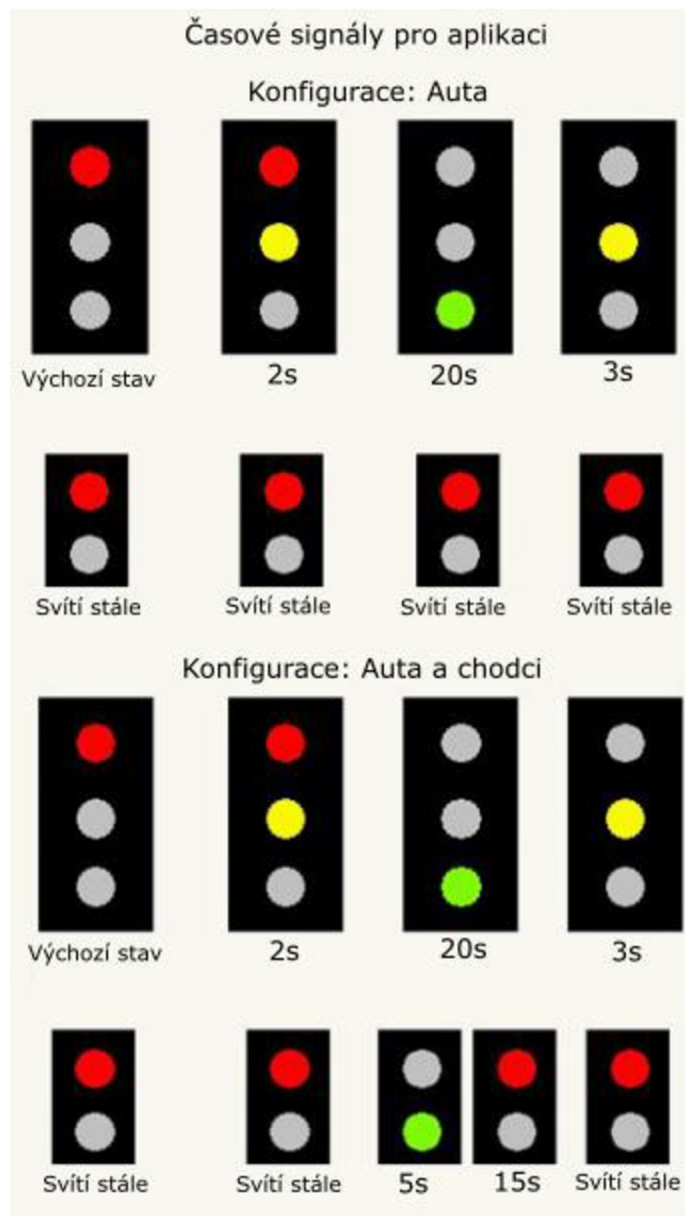 Časové signály pro aplikaci
Konfigurace: Auta
Výchozí stav 2s 20s 3s
Svítí stále Svítí stále Svítí stále Svítí stále
Konfigurace: Auta a chodci
Výchozí stav 2s 20s 3s
Svítí stále Svítí stále 5s 15s Svítí stále